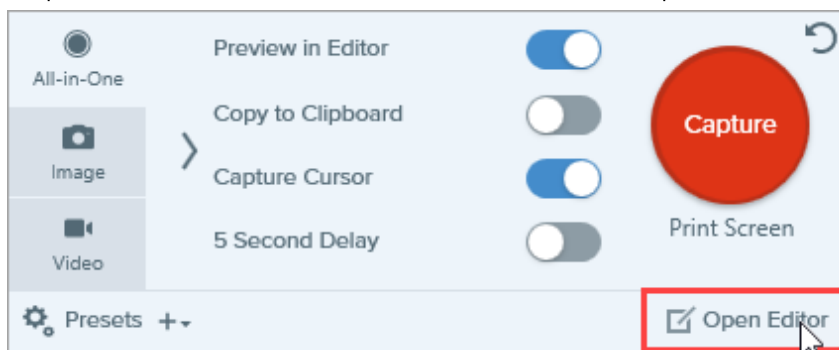 All-in-One
Image
Video
Preview in Editor
Copy to Clipboard
Capture Cursor
5 Second Delay
Capture
Print Screen
Presets
Open Editor